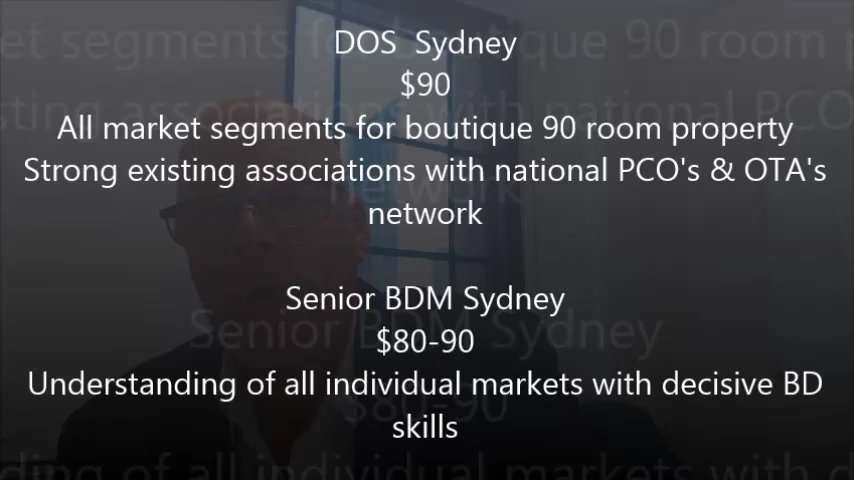 DOS  Sydney
$90
All market segments for boutique 90 room property
Strong existing associations with national PCO's & OTA's
network
Senior BDM Sydney
$80-90
Understanding of all individual markets with decisive BD
skills